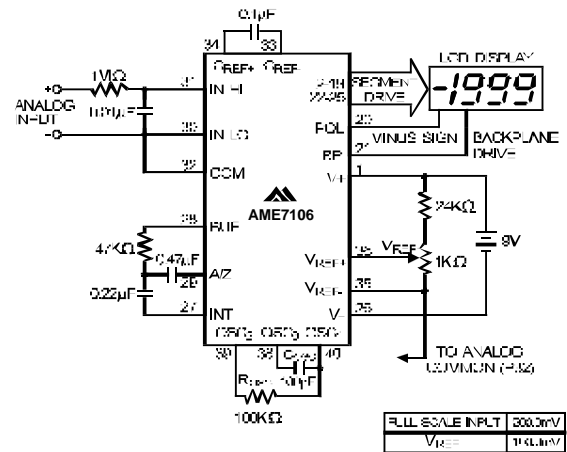 0.1µF
34 33
CREF+ CREF-
LCD DISPLAY
-1999
1MΩ
31
IN HI
2-19
22-25
SEGMENT
DRIVE
ANALOG
INPUT
0.01µF
30
IN LO
20
POL
MINUS SIGN
BACKPLANE
DRIVE
32
COM
21
BP
V+
1
AME7106
24KΩ
28
BUF
9V
47KΩ
0.47µF
29
A/Z
VREF+
36
VREF
1KΩ
0.22µF
VREF-
35
27
INT
V-
26
OSC2 OSC3 OSC1
39 38 40
COSC
100pF
ROSC
100KΩ
TO ANALOG
COMMON (P32)
FULL SCALE INPUT 200.0mV
VREF 100.0mV